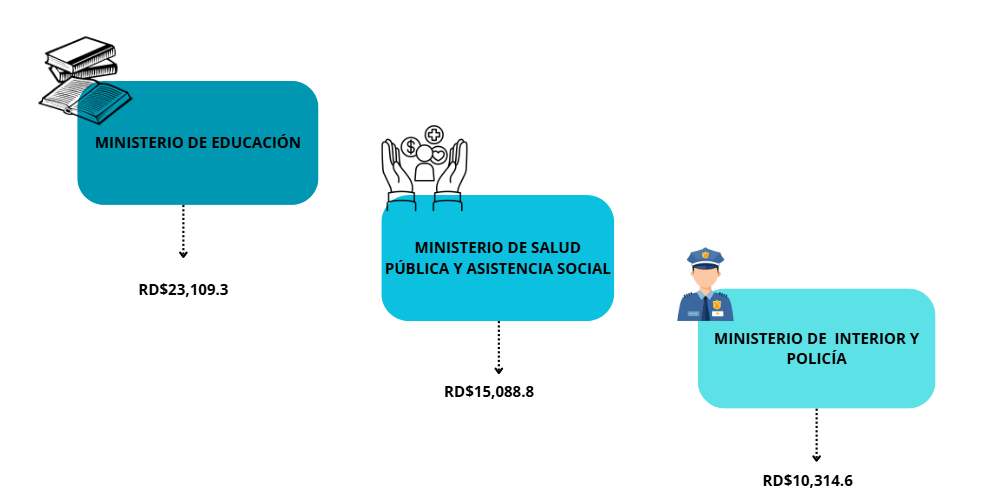 MINISTERIO DE EDUCACIÓN
RD$23,109.3
MINISTERIO DE SALUD
PÚBLICA Y ASISTENCIA SOCIAL
RD$15,088.8
MINISTERIO DE  INTERIOR Y
POLICÍA
RD$10,314.6